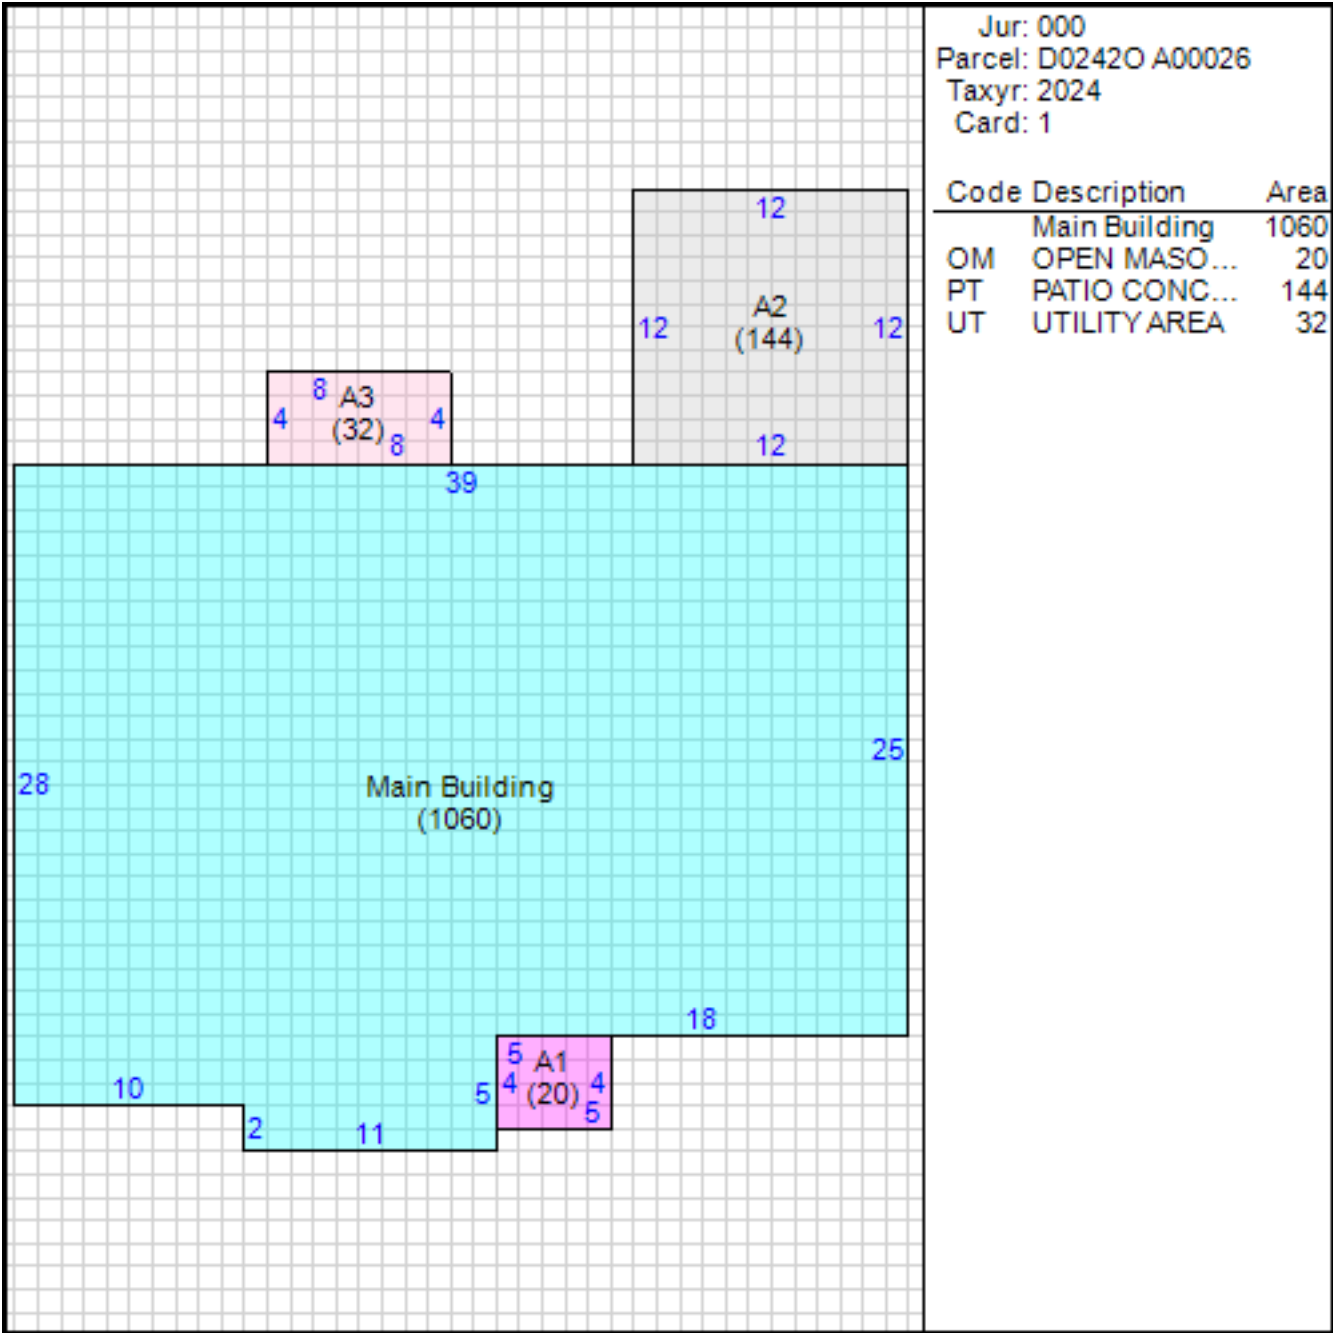 Jur: 000
Parcel: D0242O A00026
Taxyr: 2024
Card: 1
Code Description Area
Main Building 1060
OM OPEN MASO... 20
PT PATIO CONC... 144
UT UTILITY AREA 32
12
A2
(144)
12
12
12
8
A3
(32)
4
4
8
39
28
Main Building
(1060)
25
18
5
A1
(20)
4
4
5
10
5
2
11